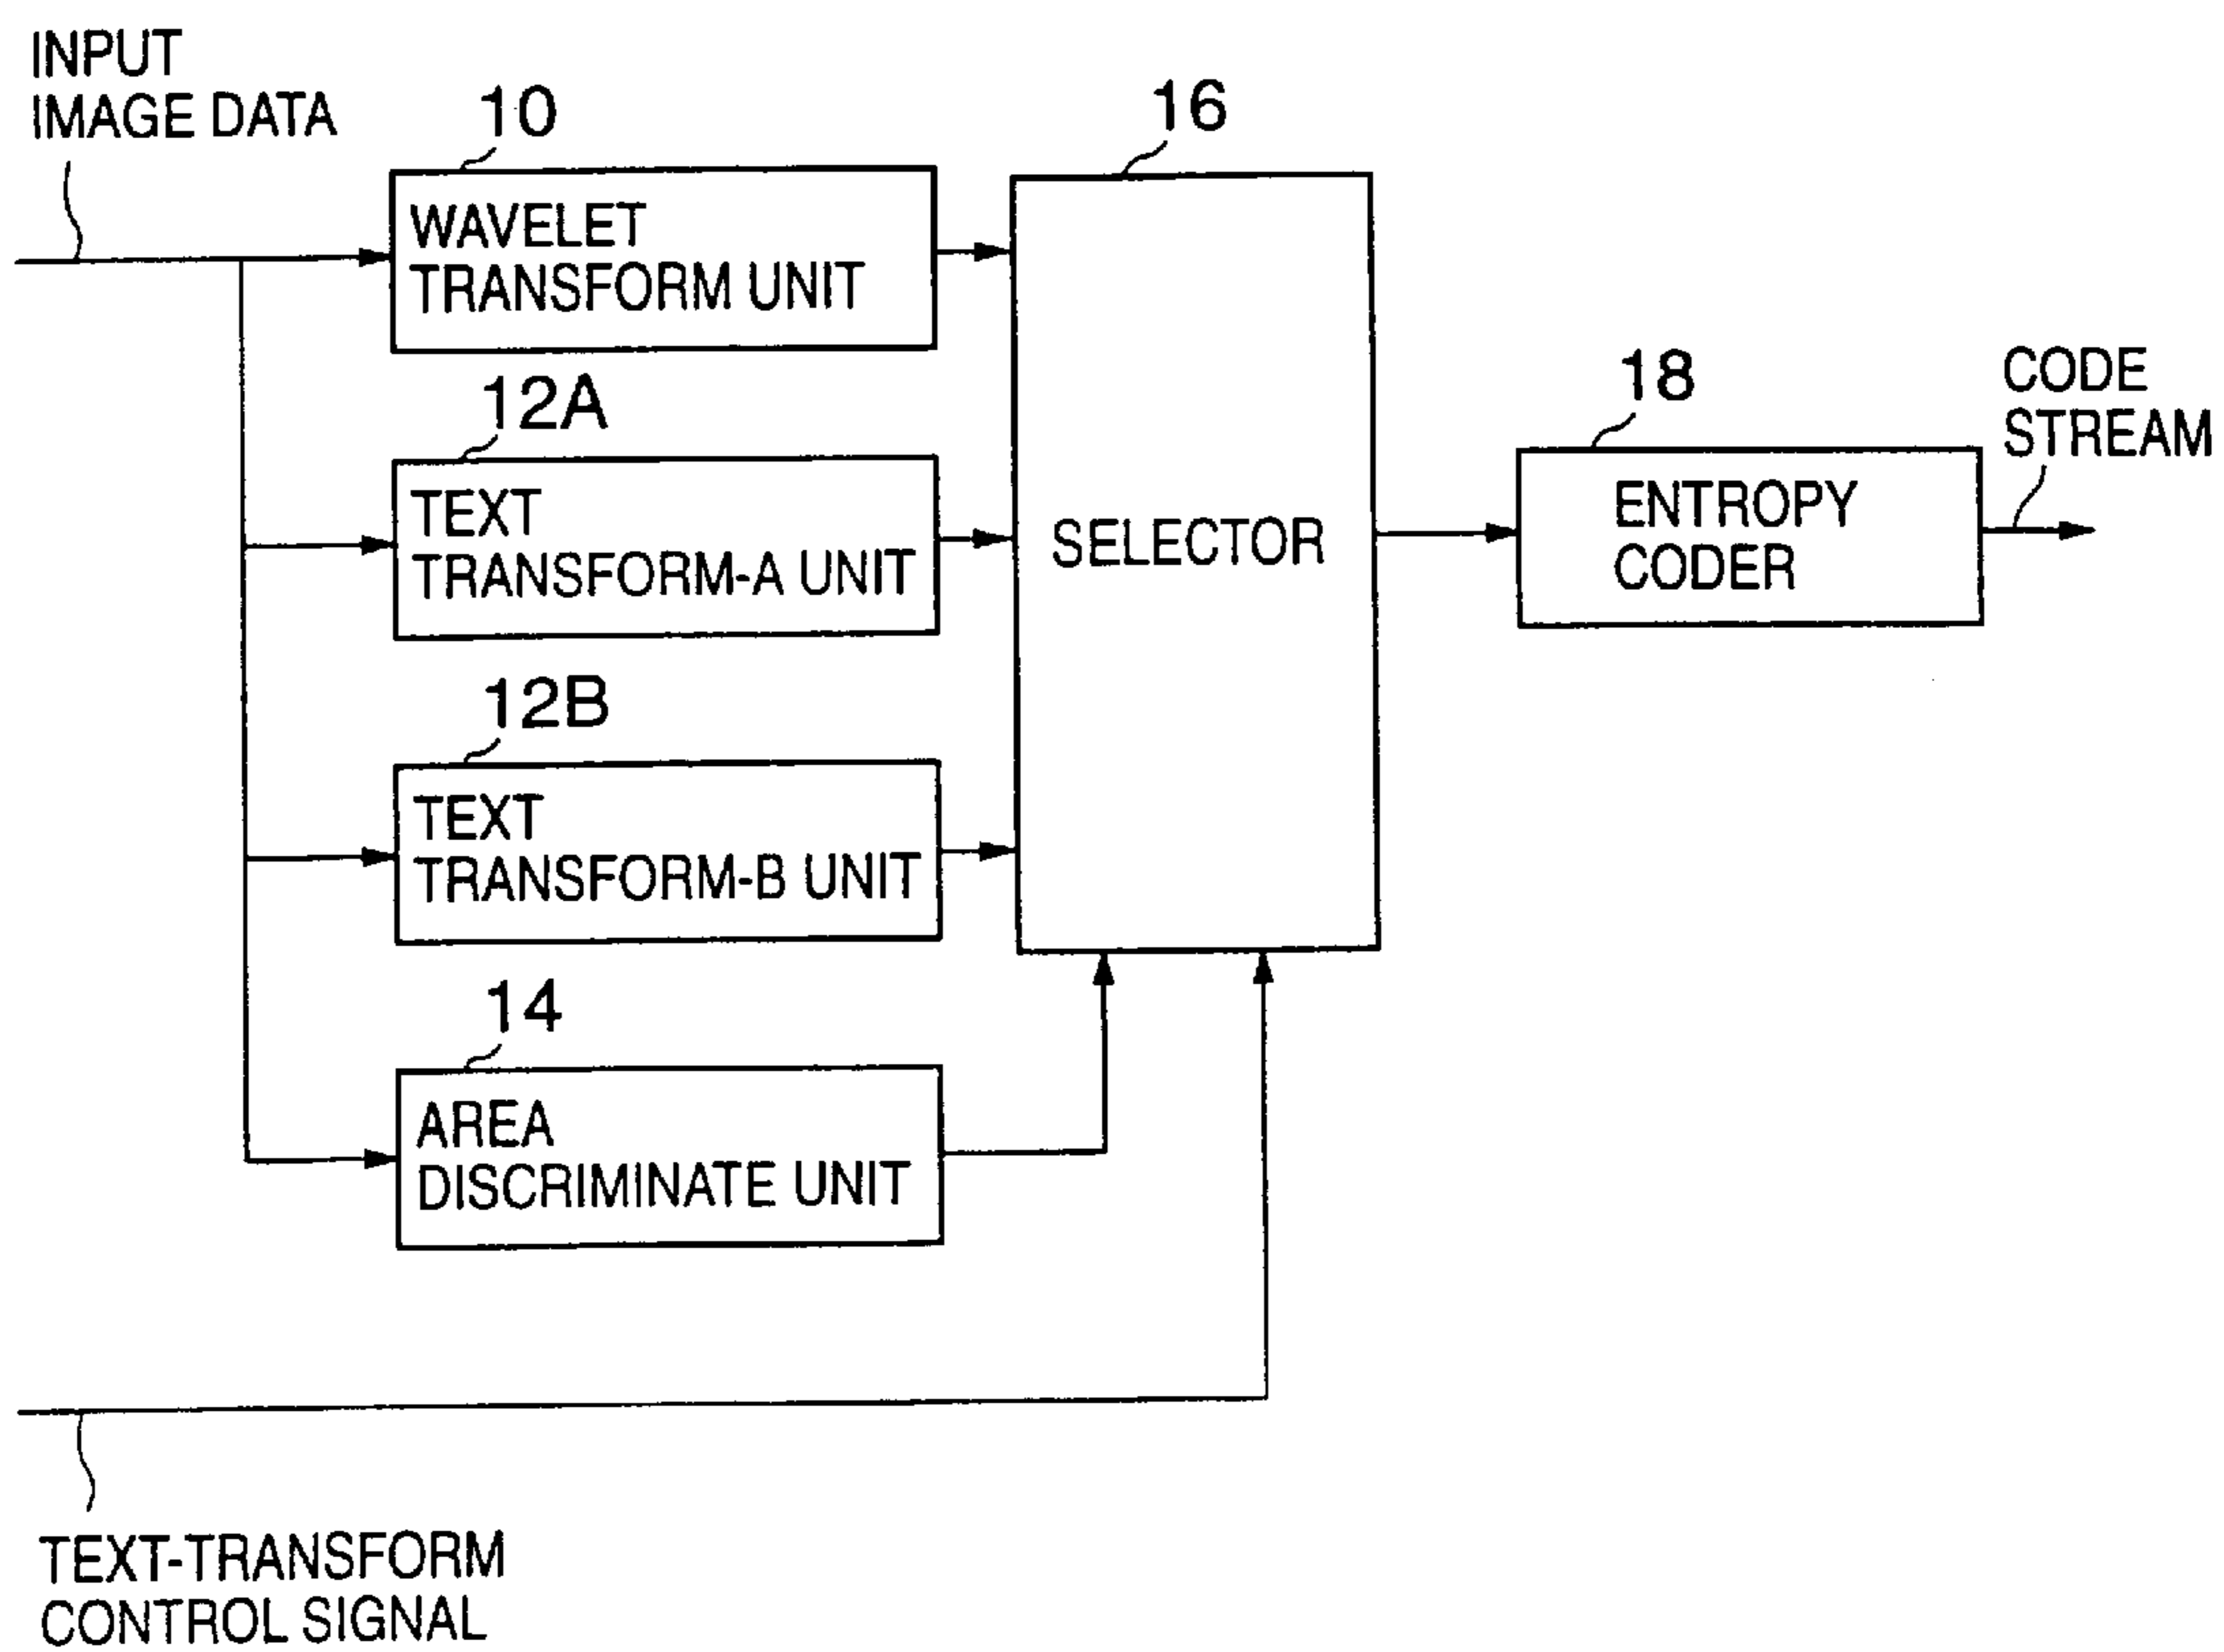 INPUT
IMAGE DATA
10
WAVELET
TRANSFORM UNIT
12A
TEXT
TRANSFORM-A UNIT
12B
TEXT
TRANSFORM-B UNIT
14
AREA
DISCRIMINATE UNIT
16
SELECTOR
18
ENTROPY
CODER
CODE
STREAM
TEXT-TRANSFORM
CONTROL SIGNAL